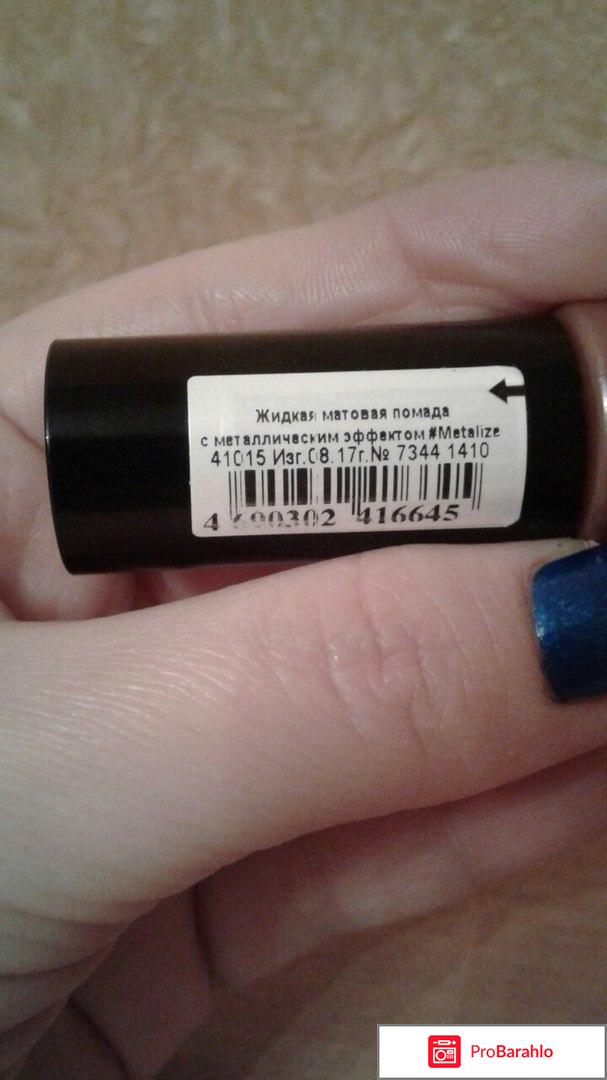 Жидкая матовая помада
с металлическим эффектом #Metalize
41015 Изг.08.17г.№ 7344 1410
4 690302 416645
ProBarahlo